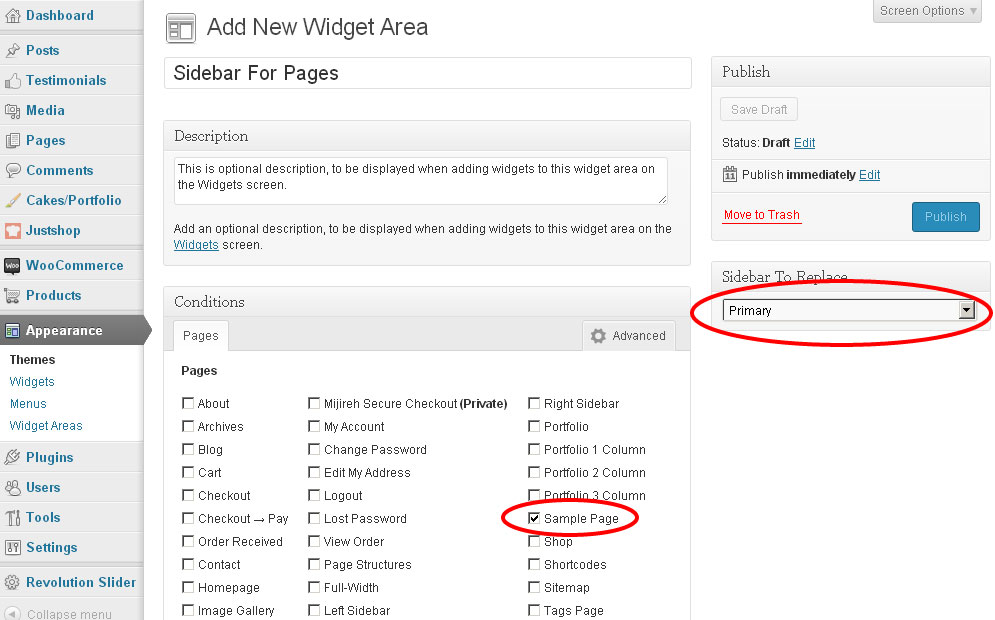 Dashboard
Posts
Testimonials
Media
Pages
Comments
Cakes/Portfolio
Justshop
Woo
WooCommerce
Products
Appearance
Themes
Widgets
Menus
Widget Areas
Plugins
Users
Tools
Settings
Revolution Slider
Collapse menu
Screen Options
Add New Widget Area
Sidebar For Pages
Description
This is optional description, to be displayed when adding widgets to this widget area on
the Widgets screen.
Add an optional description, to be displayed when adding widgets to this widget area on the
Widgets screen.
Conditions
Pages
Advanced
Pages
About
Archives
Blog
Cart
Checkout
Checkout → Pay
Order Received
Contact
Homepage
Image Gallery
Mijireh Secure Checkout (Private)
My Account
Change Password
Edit My Address
Logout
Lost Password
View Order
Page Structures
Full-Width
Left Sidebar
Right Sidebar
Portfolio
Portfolio 1 Column
Portfolio 2 Column
Portfolio 3 Column
Sample Page
Shop
Shortcodes
Sitemap
Tags Page
Publish
Save Draft
Status: Draft Edit
11
Publish immediately Edit
Move to Trash
Publish
Sidebar To Replace
Primary